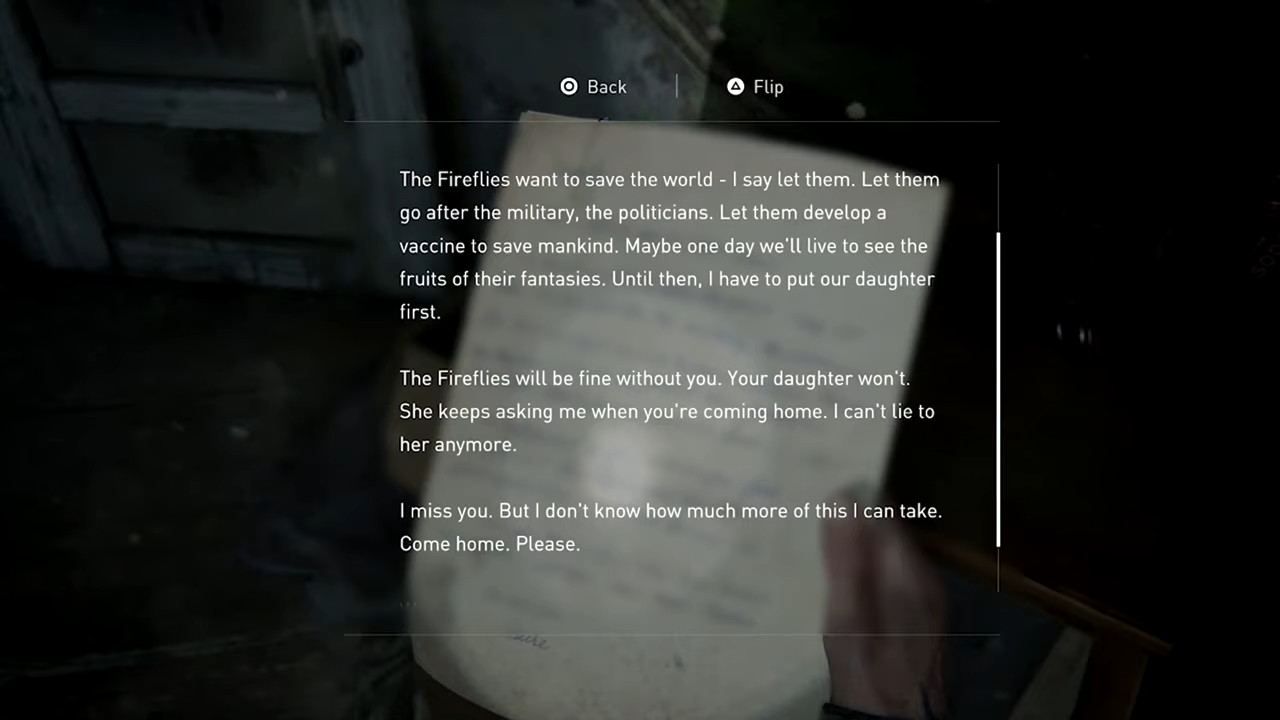 Back | Flip
The Fireflies want to save the world - I say let them. Let them
go after the military, the politicians. Let them develop a
vaccine to save mankind. Maybe one day we'll live to see the
fruits of their fantasies. Until then, I have to put our daughter
first.
The Fireflies will be fine without you. Your daughter won't.
She keeps asking me when you're coming home. I can't lie to
her anymore.
I miss you. But I don't know how much more of this I can take.
Come home. Please.